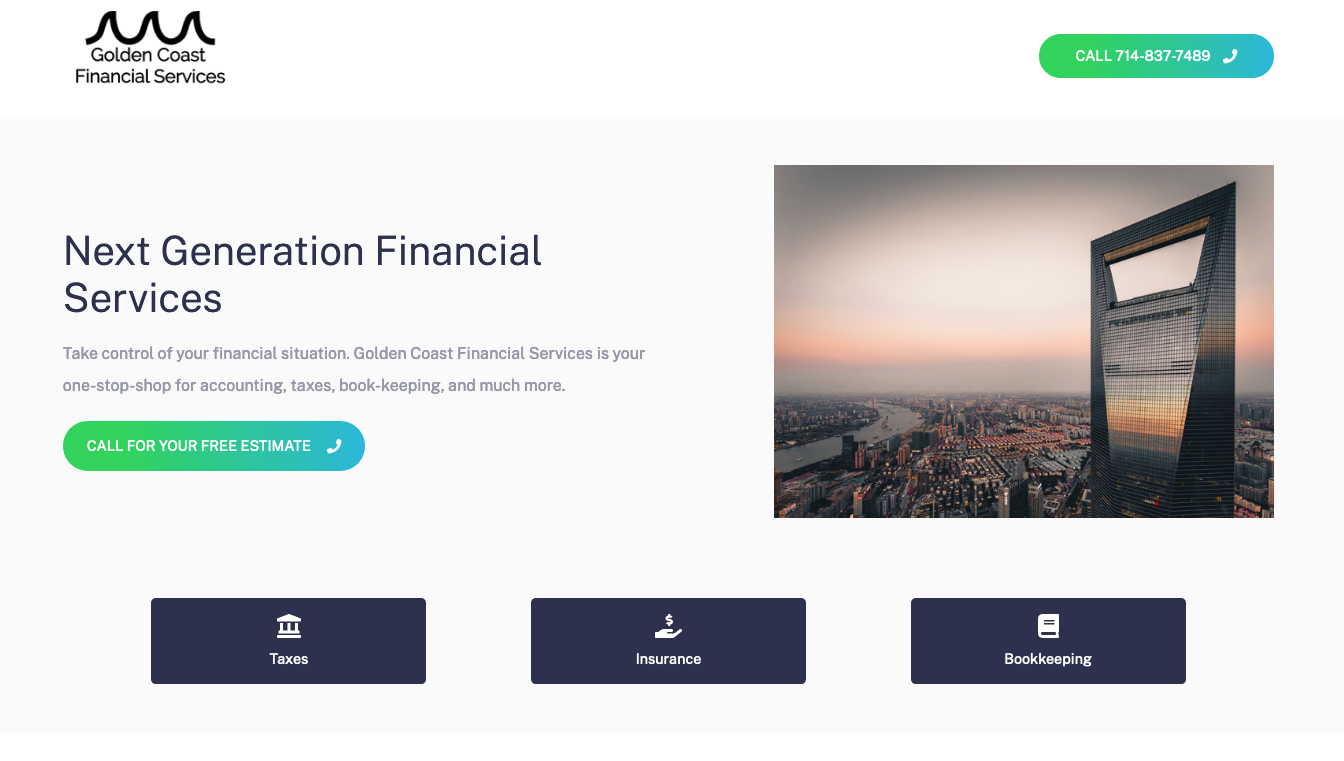 Golden Coast
Financial Services
CALL 714-837-7489
Next Generation Financial
Services
Take control of your financial situation. Golden Coast Financial Services is your
one-stop-shop for accounting, taxes, book-keeping, and much more.
CALL FOR YOUR FREE ESTIMATE
Taxes
Insurance
Bookkeeping